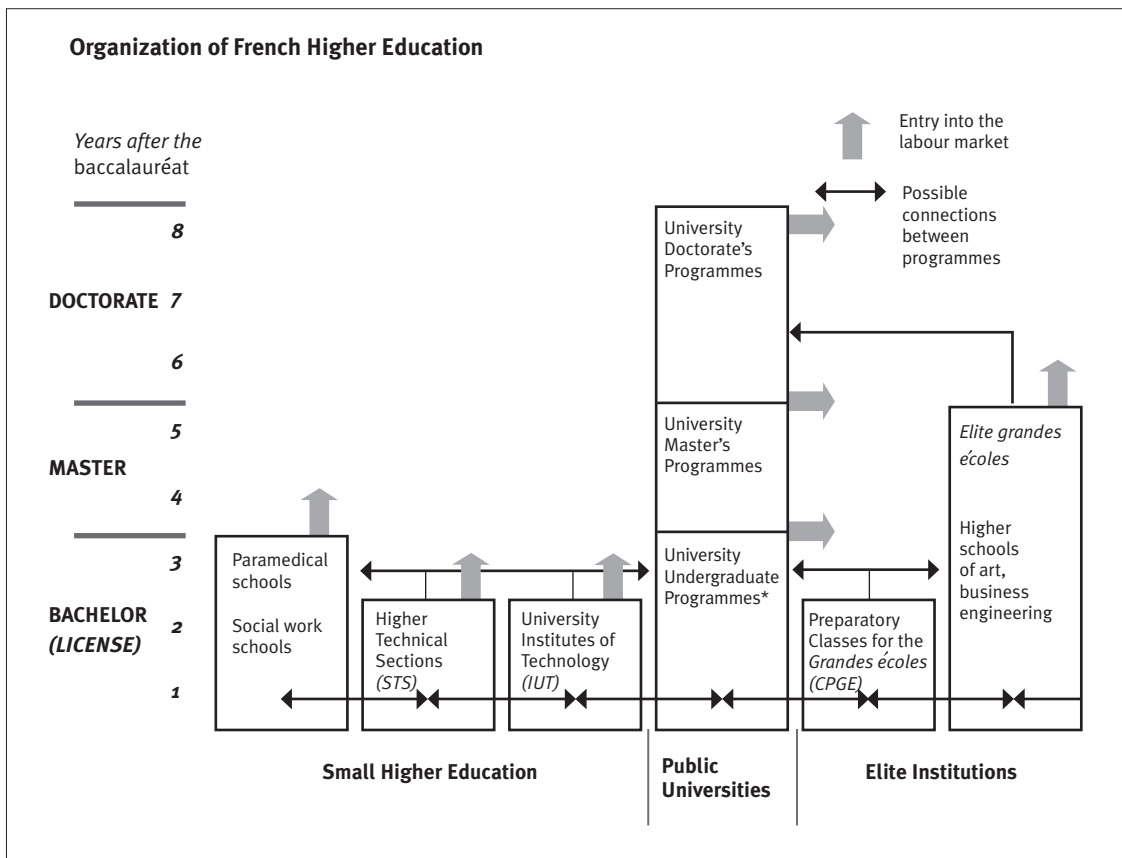 Organization of French Higher Education
Years after the
baccalauréat
Entry into the
labour market
Possible
connections
between
programmes
8
DOCTORATE 7
6
5
MASTER
4
3
BACHELOR 2
(LICENSE)
1
Paramedical
schools
Social work
schools
Higher
Technical
Sections
(STS)
University
Institutes of
Technology
(IUT)
University
Doctorate’s
Programmes
University
Master’s
Programmes
University
Undergraduate
Programmes*
Preparatory
Classes for the
Grandes écoles
(CPGE)
Elite grandes
écoles
Higher
schools
of art,
business
engineering
Small Higher Education
Public
Universities
Elite Institutions